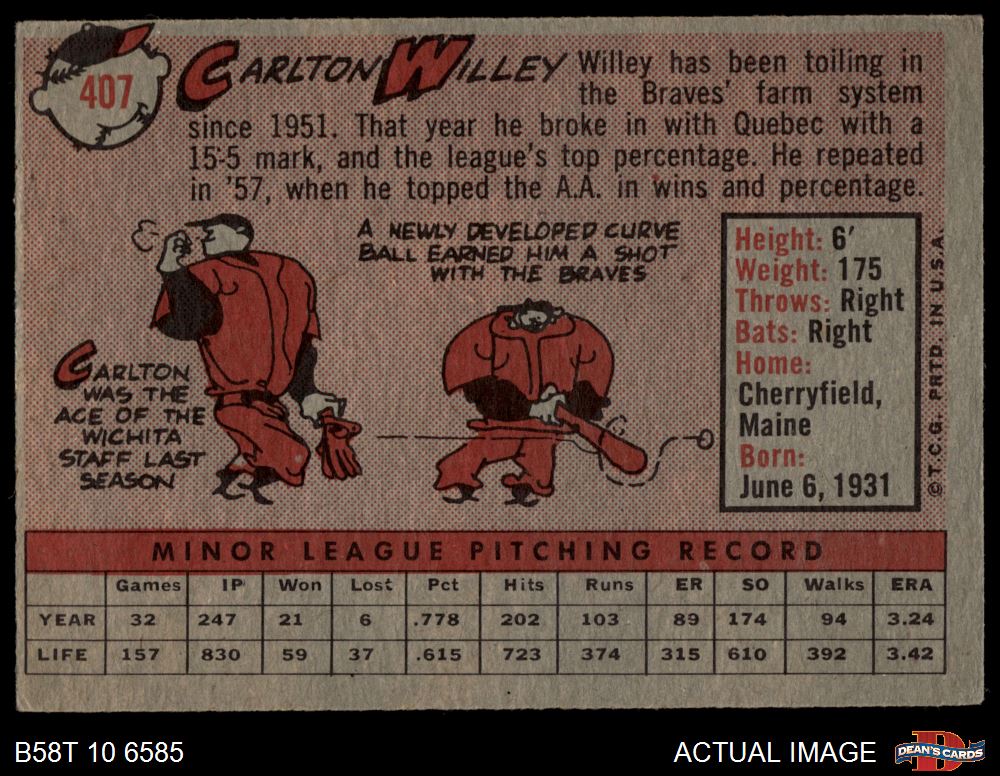 407
CARLTON WILLEY
Willey has been toiling in
the Braves' farm system
since 1951. That year he broke in with Quebec with a
15-5 mark, and the league's top percentage. He repeated
in '57, when he topped the A.A. in wins and percentage.
A NEWLY DEVELOPED CURVE
BALL EARNED HIM A SHOT
WITH THE BRAVES
CARLTON
WAS THE
ACE OF THE
WICHITA
STAFF LAST
SEASON
Height: 6'
Weight: 175
Throws: Right
Bats: Right
Home:
Cherryfield,
Maine
Born:
June 6, 1931
© T.C.G. PRTD. IN U.S.A.
MINOR LEAGUE PITCHING RECORD
Games IP Won Lost Pct Hits Runs ER SO Walks ERA
YEAR 32 247 21 6 .778 202 103 89 174 94 3.24
LIFE 157 830 59 37 .615 723 374 315 610 392 3.42
B58T 10 6585
ACTUAL IMAGE
DEAN'S CARDS